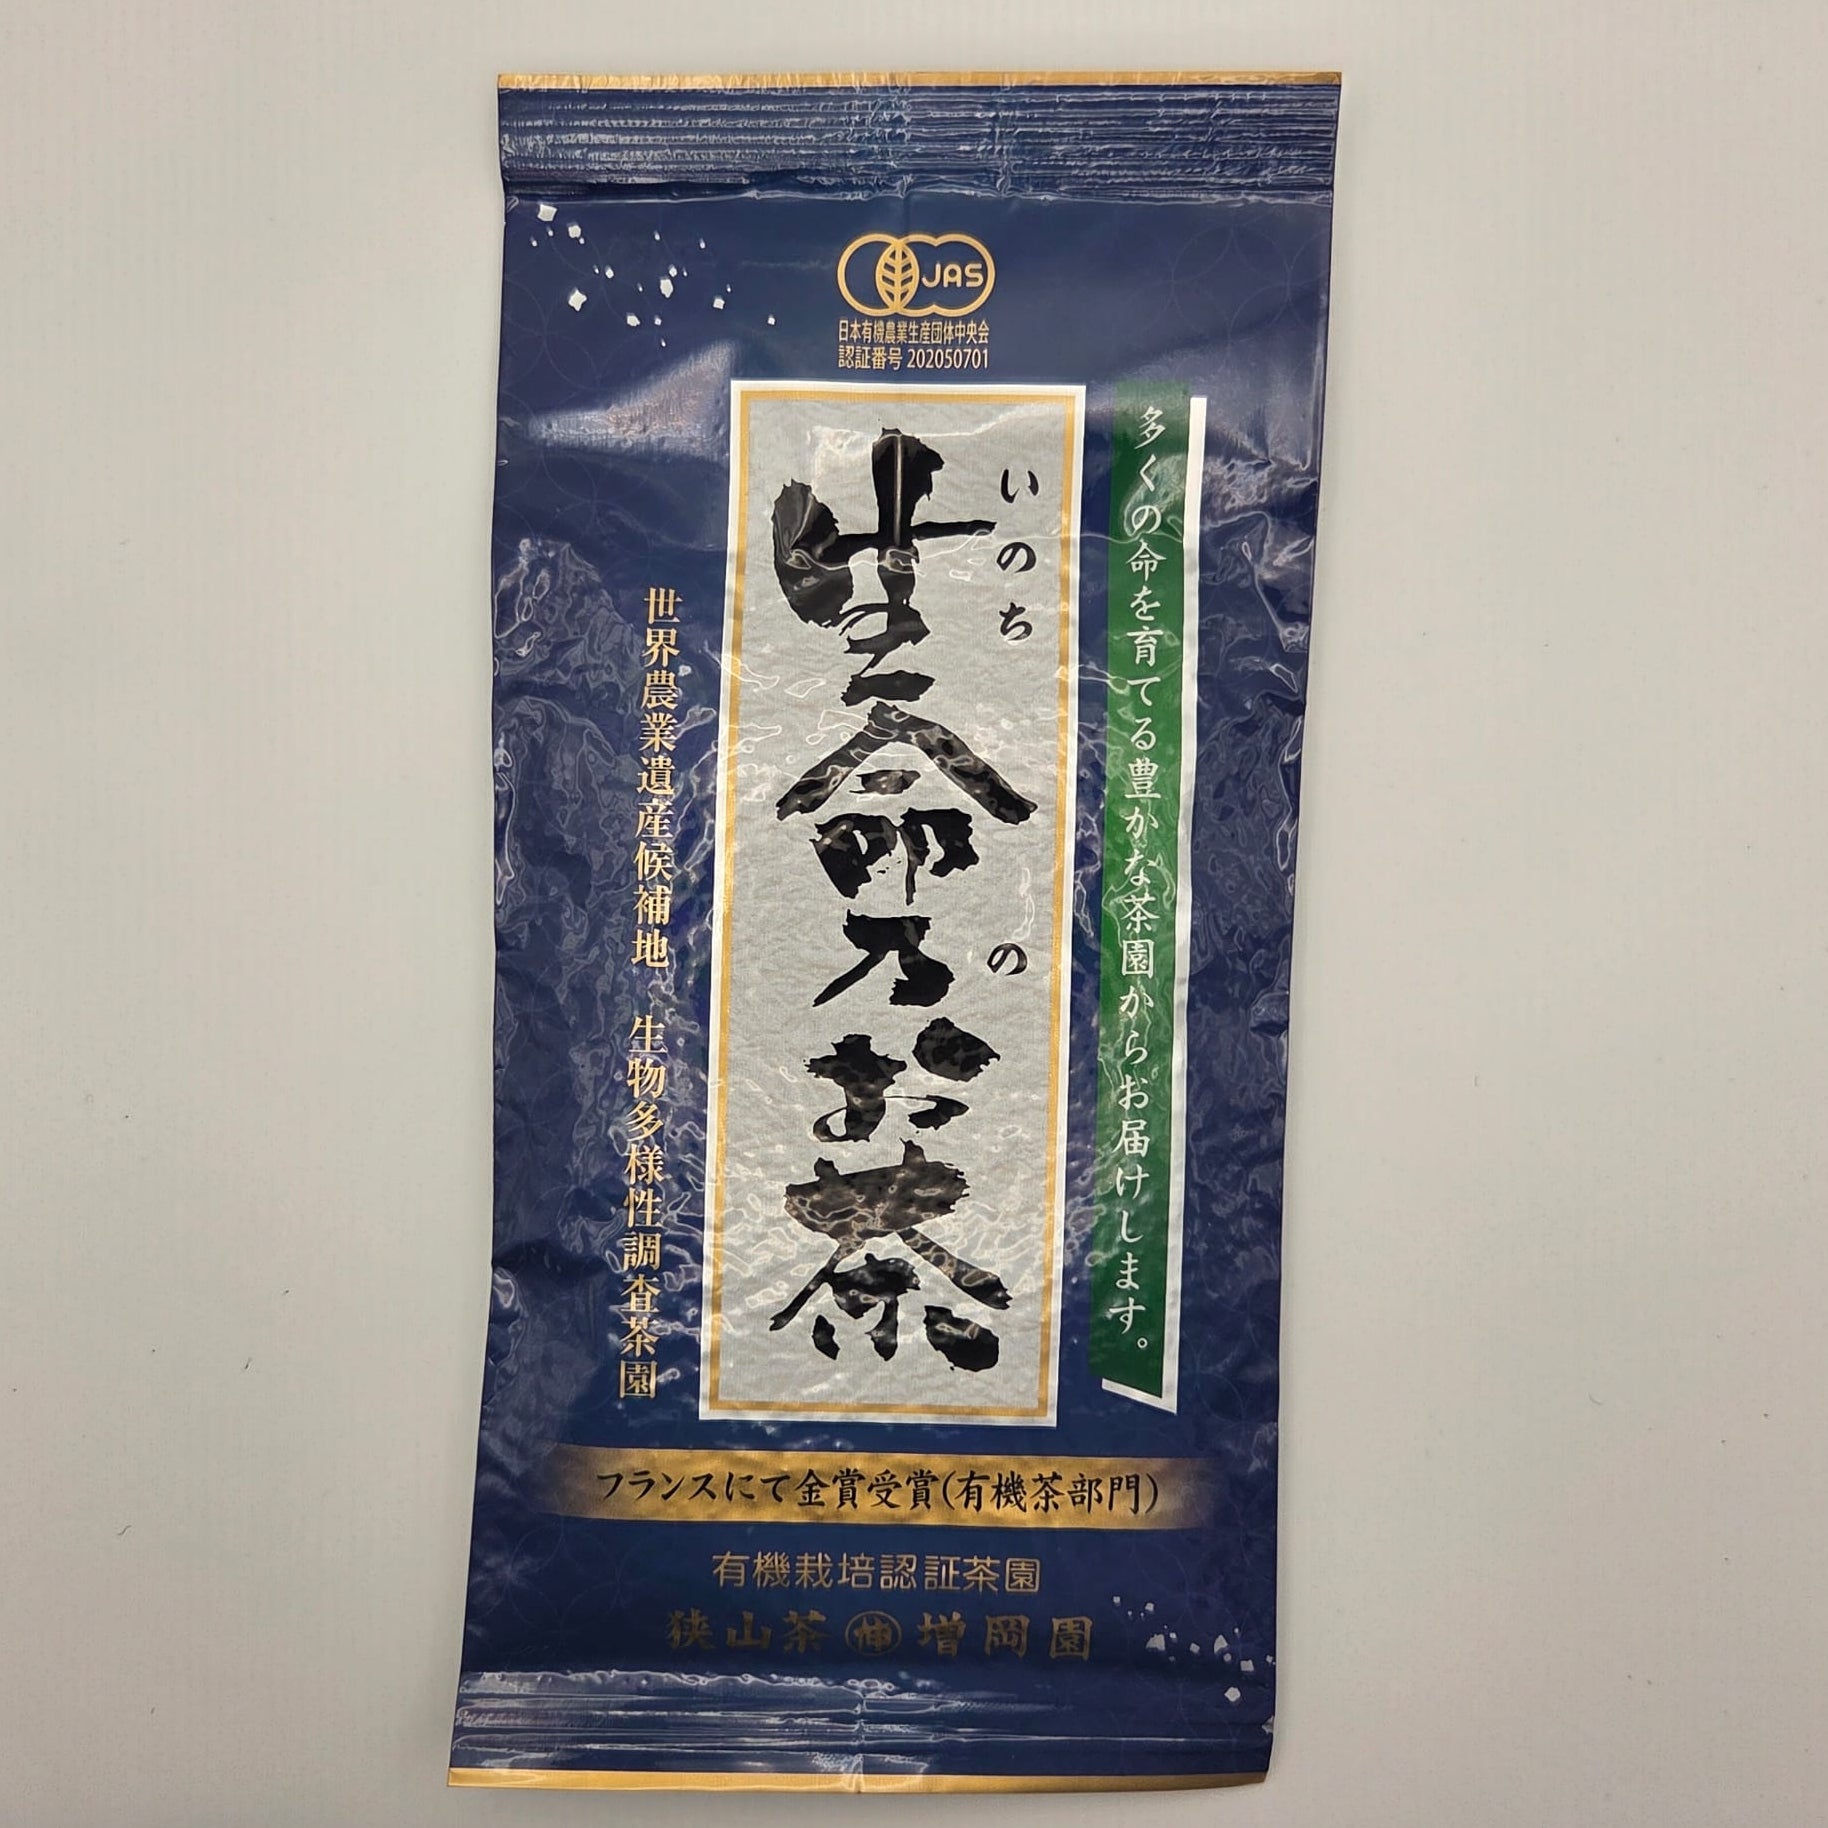 JAS
日本有機農業生産団体中央会
認証番号 202050701
多くの命を育てる豊かな茶園からお届けします。
いのち の
生命乃お茶
世界農業遺産候補地 生物多様性調査茶園
フランスにて金賞受賞(有機茶部門)
有機栽培認証茶園
狭山茶 伸 増岡園